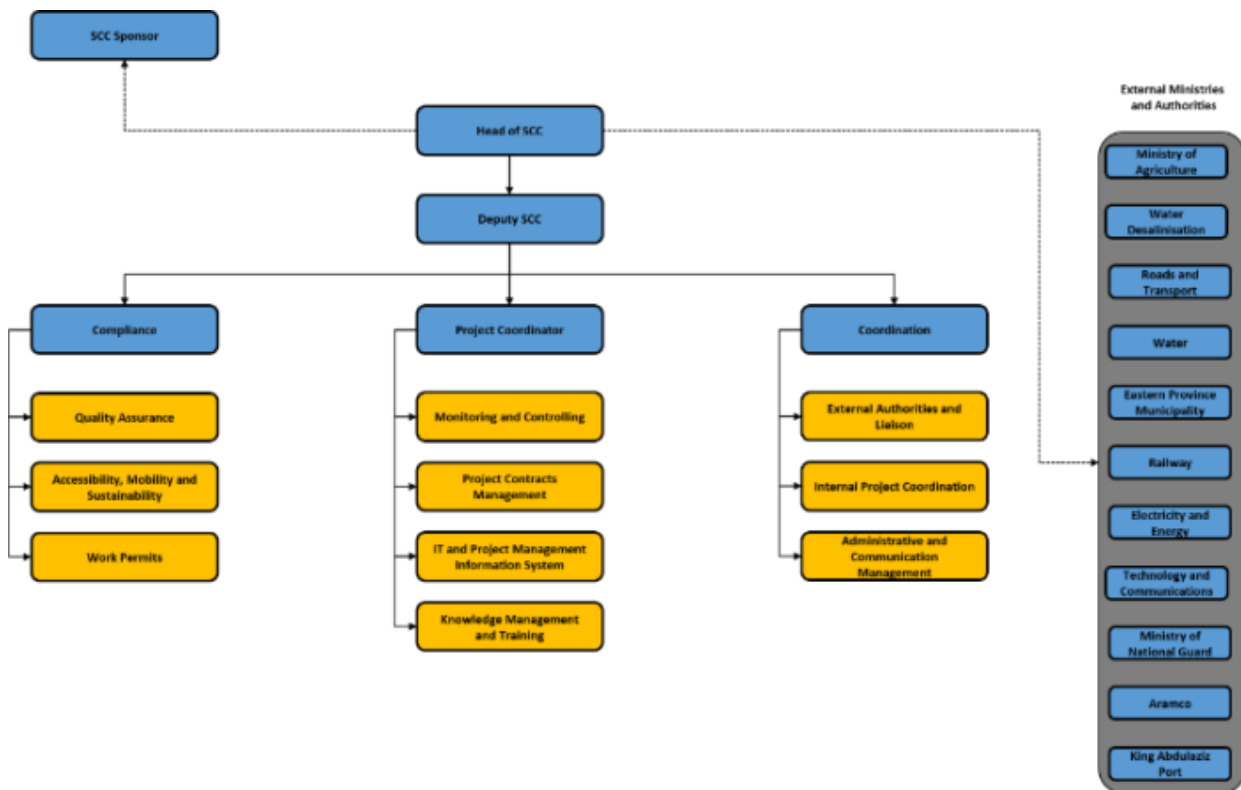 SCC Sponsor
External Ministries
and Authorities
Head of SCC
Deputy SCC
Compliance
Project Coordinator
Coordination
Quality Assurance
Accessibility, Mobility and
Sustainability
Work Permits
Monitoring and Controlling
Project Contracts
Management
IT and Project Management
Information System
Knowledge Management
and Training
External Authorities and
Liaison
Internal Project Coordination
Administrative and
Communication
Management
Ministry of
Agriculture
Water
Desalinisation
Roads and
Transport
Water
Eastern Province
Municipality
Railway
Electricity and
Energy
Technology and
Communications
Ministry of
National Guard
Aramco
King Abdulaziz
Port